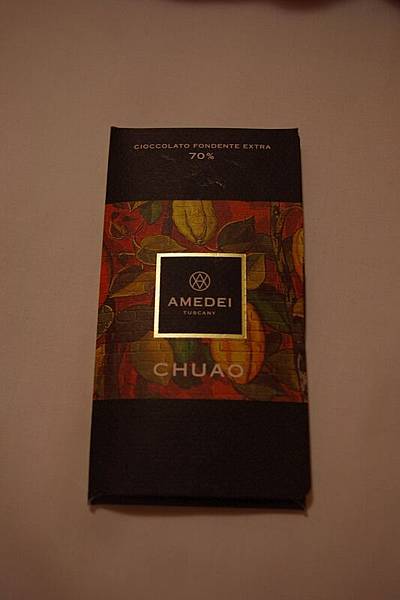 CIOCCOLATO FONDENTE EXTRA
70%
AMEDEI
TUSCANY
CHUAO